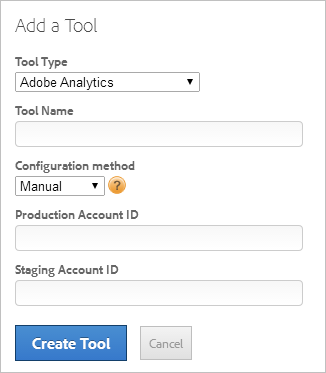 Add a Tool
Tool Type
Adobe Analytics
Tool Name
Configuration method
Manual ?
Production Account ID
Staging Account ID
Create Tool Cancel